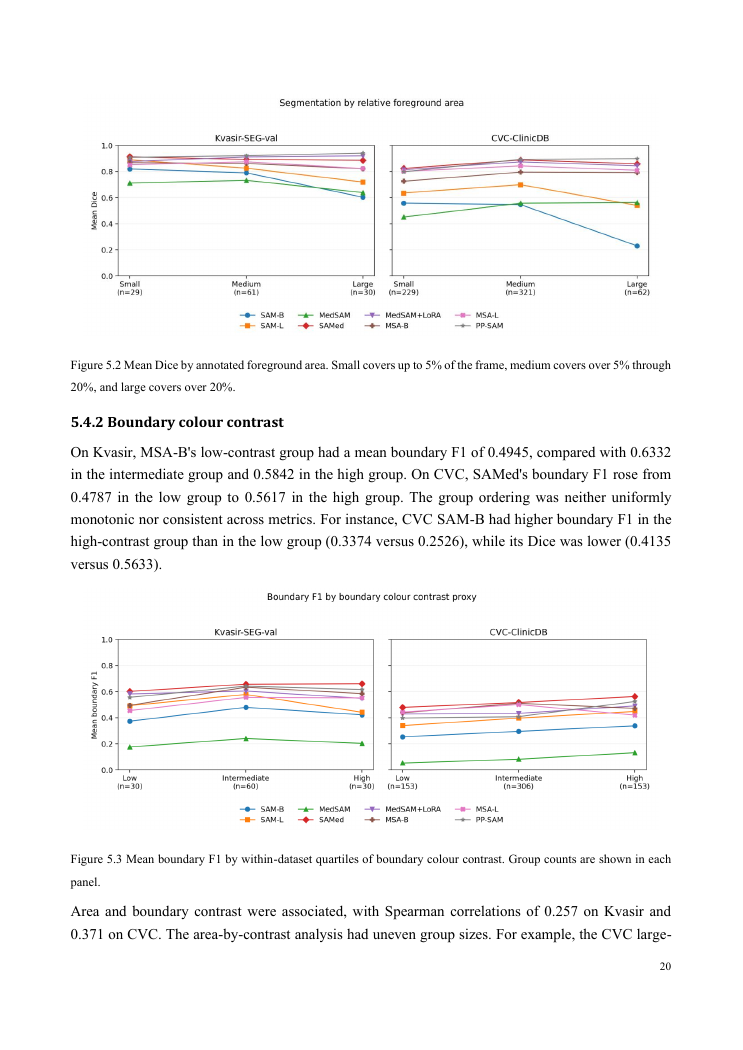 Segmentation by relative foreground area
Kvasir-SEG-val
CVC-ClinicDB
Mean Dice
1.0
0.8
0.6
0.4
0.2
0.0
Small
(n=29)
Medium
(n=61)
Large
(n=30)
Small
(n=229)
Medium
(n=321)
Large
(n=62)
SAM-B MedSAM MedSAM+LoRA MSA-L
SAM-L SAMed MSA-B PP-SAM
Figure 5.2 Mean Dice by annotated foreground area. Small covers up to 5% of the frame, medium covers over 5% through
20%, and large covers over 20%.
5.4.2 Boundary colour contrast
On Kvasir, MSA-B's low-contrast group had a mean boundary F1 of 0.4945, compared with 0.6332
in the intermediate group and 0.5842 in the high group. On CVC, SAMed's boundary F1 rose from
0.4787 in the low group to 0.5617 in the high group. The group ordering was neither uniformly
monotonic nor consistent across metrics. For instance, CVC SAM-B had higher boundary F1 in the
high-contrast group than in the low group (0.3374 versus 0.2526), while its Dice was lower (0.4135
versus 0.5633).
Boundary F1 by boundary colour contrast proxy
Kvasir-SEG-val
CVC-ClinicDB
Mean boundary F1
1.0
0.8
0.6
0.4
0.2
0.0
Low
(n=30)
Intermediate
(n=60)
High
(n=30)
Low
(n=153)
Intermediate
(n=306)
High
(n=153)
SAM-B MedSAM MedSAM+LoRA MSA-L
SAM-L SAMed MSA-B PP-SAM
Figure 5.3 Mean boundary F1 by within-dataset quartiles of boundary colour contrast. Group counts are shown in each
panel.
Area and boundary contrast were associated, with Spearman correlations of 0.257 on Kvasir and
0.371 on CVC. The area-by-contrast analysis had uneven group sizes. For example, the CVC large-
20